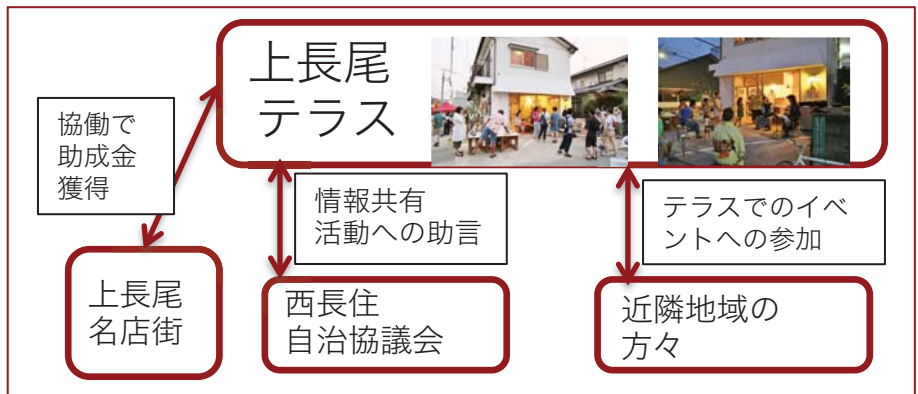 上長尾
テラス
協働で
助成金
獲得
情報共有
活動への助言
テラスでのイベ
ントへの参加
上長尾
名店街
西長住
自治協議会
近隣地域の
方々